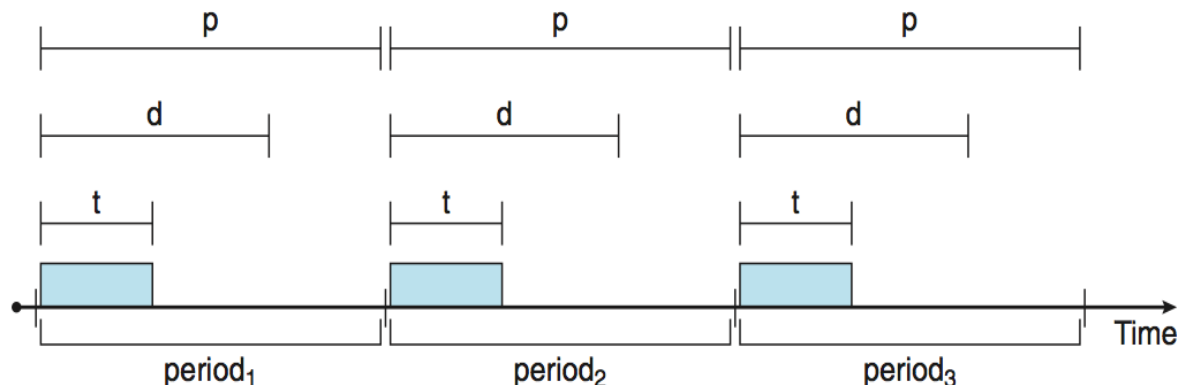 p p p
d d d
t t t
Time
period₁ period₂ period₃